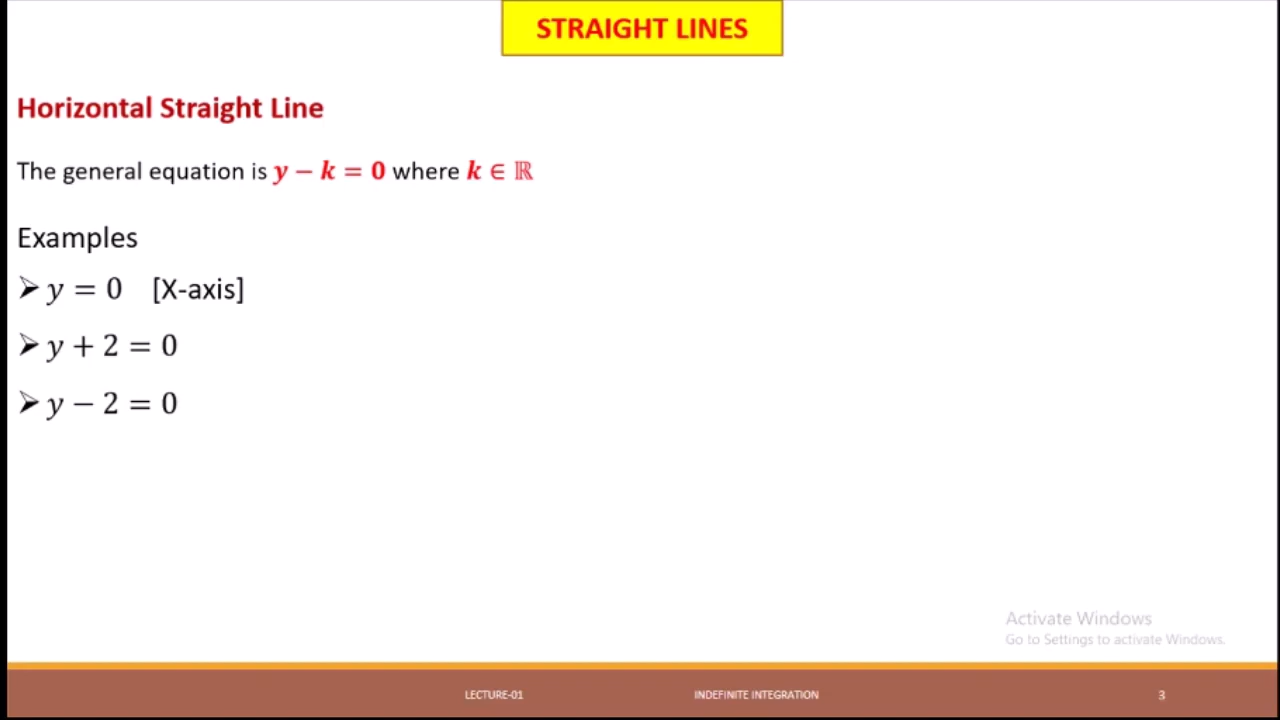 STRAIGHT LINES
Horizontal Straight Line
The general equation is y − k = 0 where k ∈ ℝ
Examples
➢ y = 0 [X-axis]
➢ y + 2 = 0
➢ y − 2 = 0
Activate Windows
Go to Settings to activate Windows.
LECTURE-01 INDEFINITE INTEGRATION 3